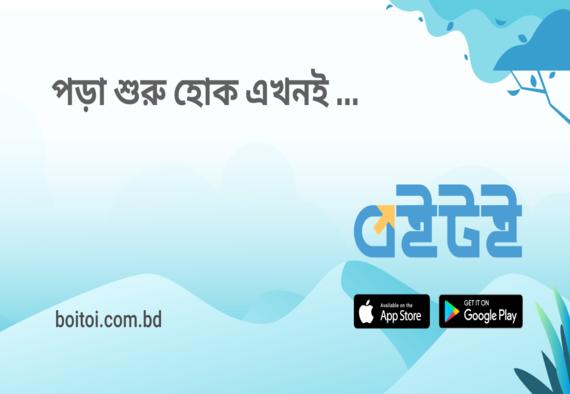 পড়া শুরু হোক এখনই ...
বইটই
boitoi.com.bd
Available on the
App Store
GET IT ON
Google Play